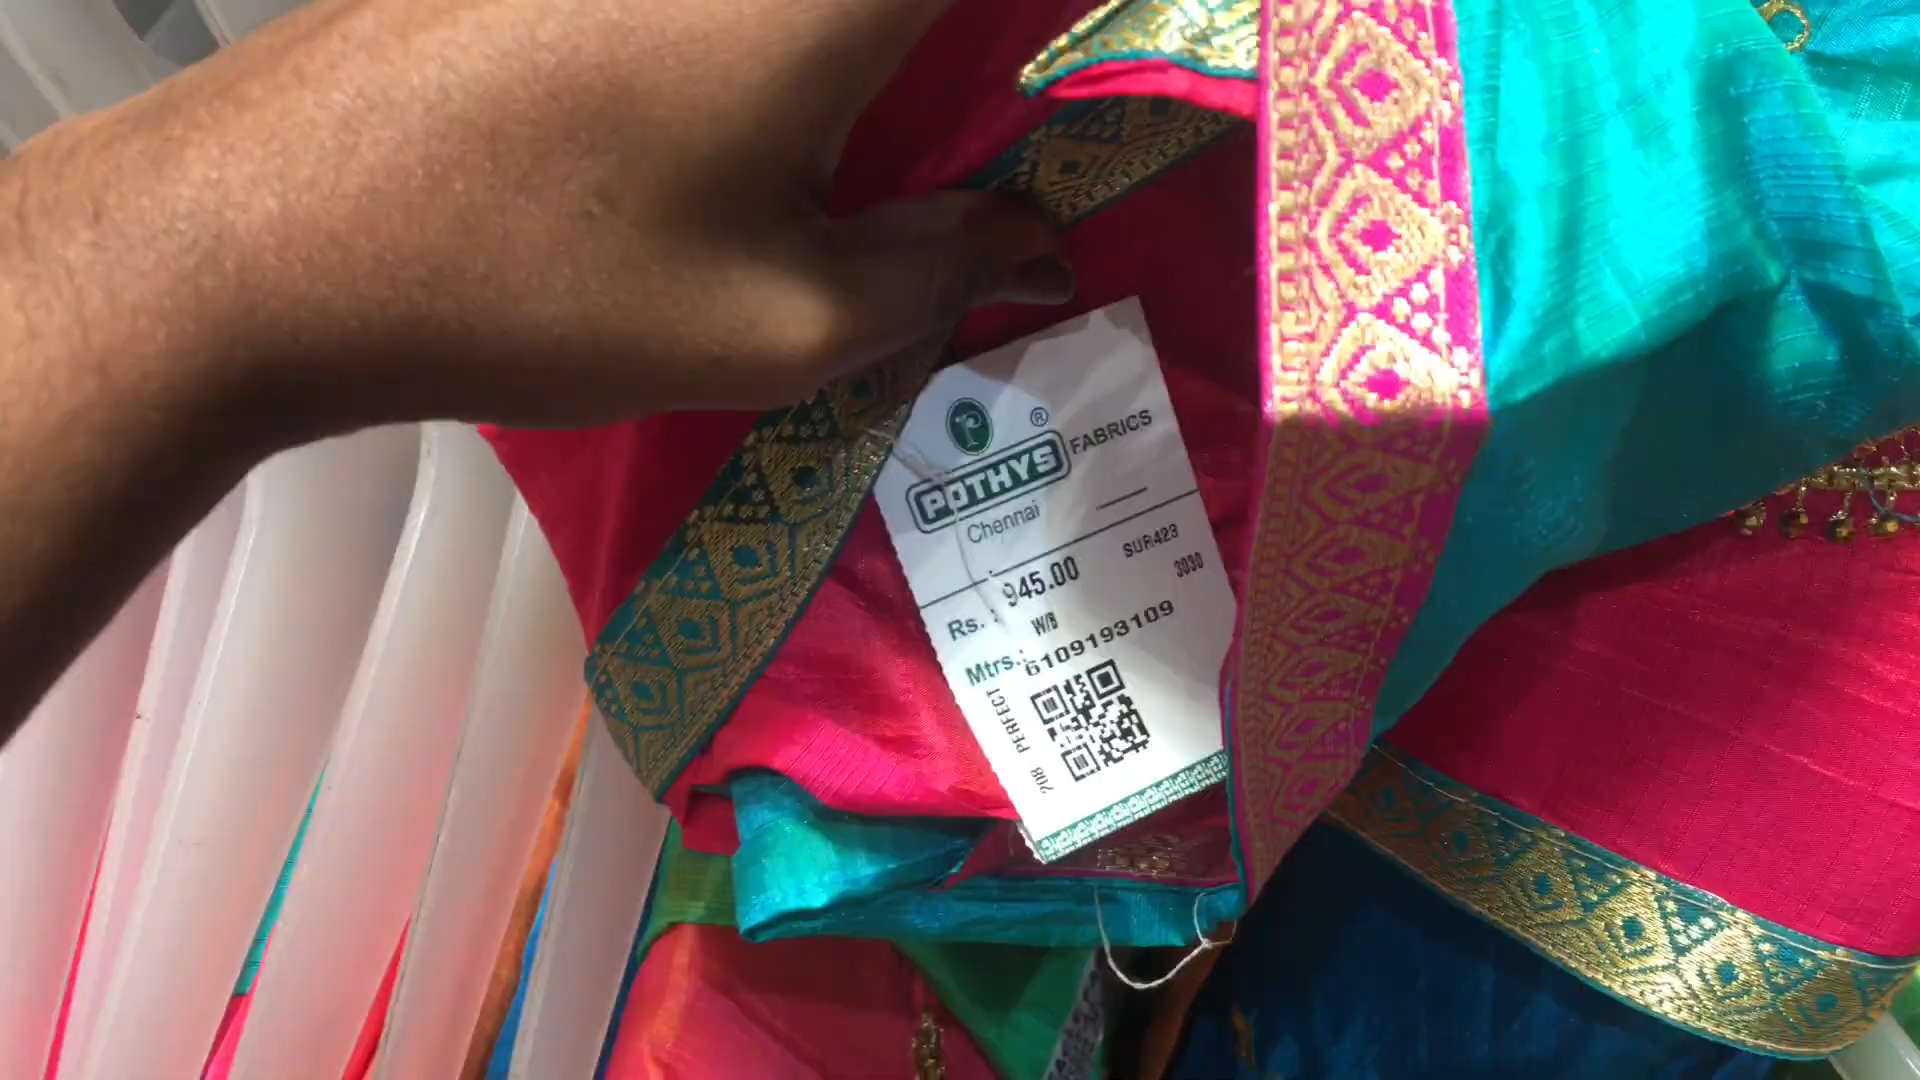 P ®
POTHYS FABRICS
Chennai
SUR423
Rs. : 945.00 3030
W/B
Mtrs.: 6109193109
208 PERFECT